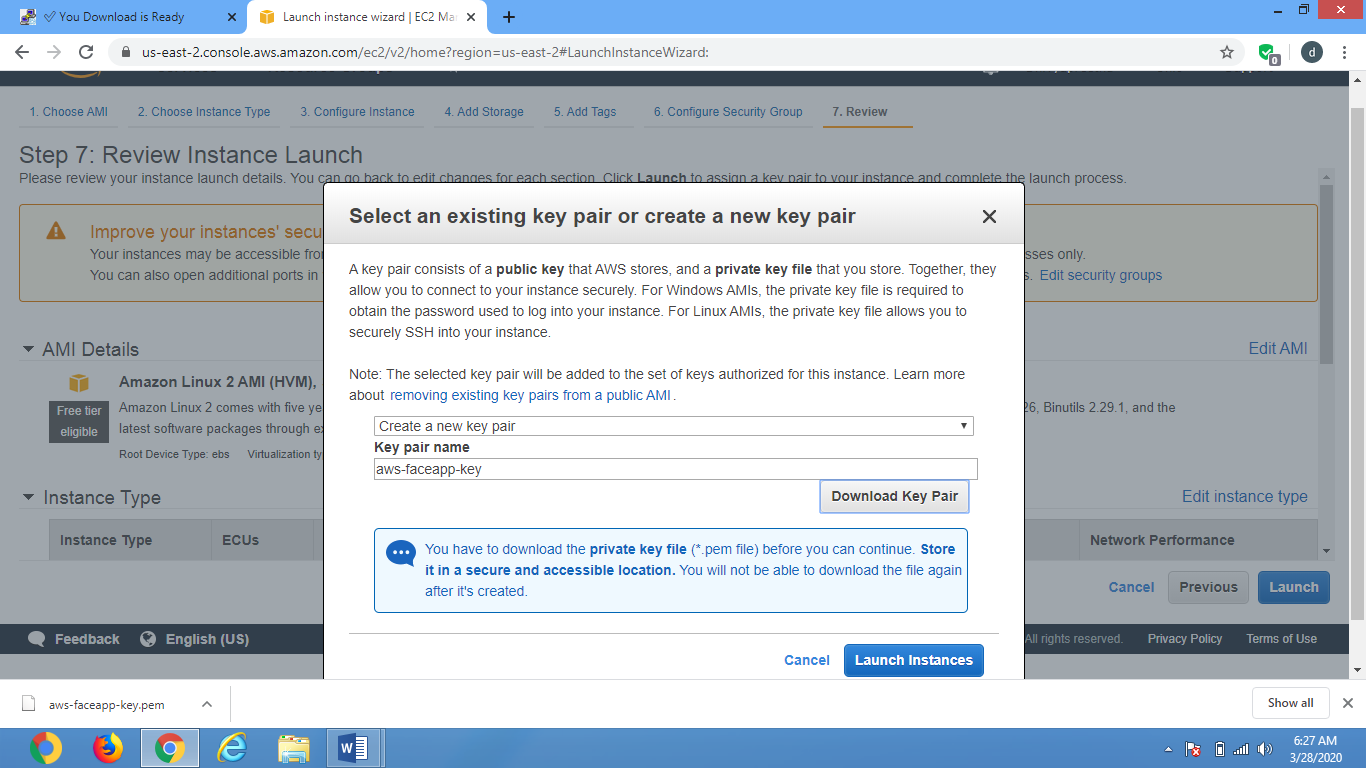 ✓ You Download is Ready
Launch instance wizard | EC2 Ma
us-east-2.console.aws.amazon.com/ec2/v2/home?region=us-east-2#LaunchInstanceWizard:
0
d
1. Choose AMI 2. Choose Instance Type 3. Configure Instance 4. Add Storage 5. Add Tags 6. Configure Security Group 7. Review
Step 7: Review Instance Launch
Please review your instance launch details. You can go back to edit changes for each section. Click Launch to assign a key pair to your instance and complete the launch process.
Improve your instances' secu
Your instances may be accessible fro
sses only.
You can also open additional ports in
s. Edit security groups
AMI Details
Edit AMI
Amazon Linux 2 AMI (HVM),
Free tier
eligible
Amazon Linux 2 comes with five ye
26, Binutils 2.29.1, and the
latest software packages through ex
Root Device Type: ebs Virtualization ty
Instance Type
Edit instance type
Instance Type ECUs
Network Performance
Cancel Previous Launch
Select an existing key pair or create a new key pair
A key pair consists of a public key that AWS stores, and a private key file that you store. Together, they
allow you to connect to your instance securely. For Windows AMIs, the private key file is required to
obtain the password used to log into your instance. For Linux AMIs, the private key file allows you to
securely SSH into your instance.
Note: The selected key pair will be added to the set of keys authorized for this instance. Learn more
about removing existing key pairs from a public AMI .
Create a new key pair
Key pair name
aws-faceapp-key
Download Key Pair
You have to download the private key file (*.pem file) before you can continue. Store
it in a secure and accessible location. You will not be able to download the file again
after it's created.
Cancel Launch Instances
Feedback English (US)
All rights reserved. Privacy Policy Terms of Use
aws-faceapp-key.pem
Show all
6:27 AM
3/28/2020